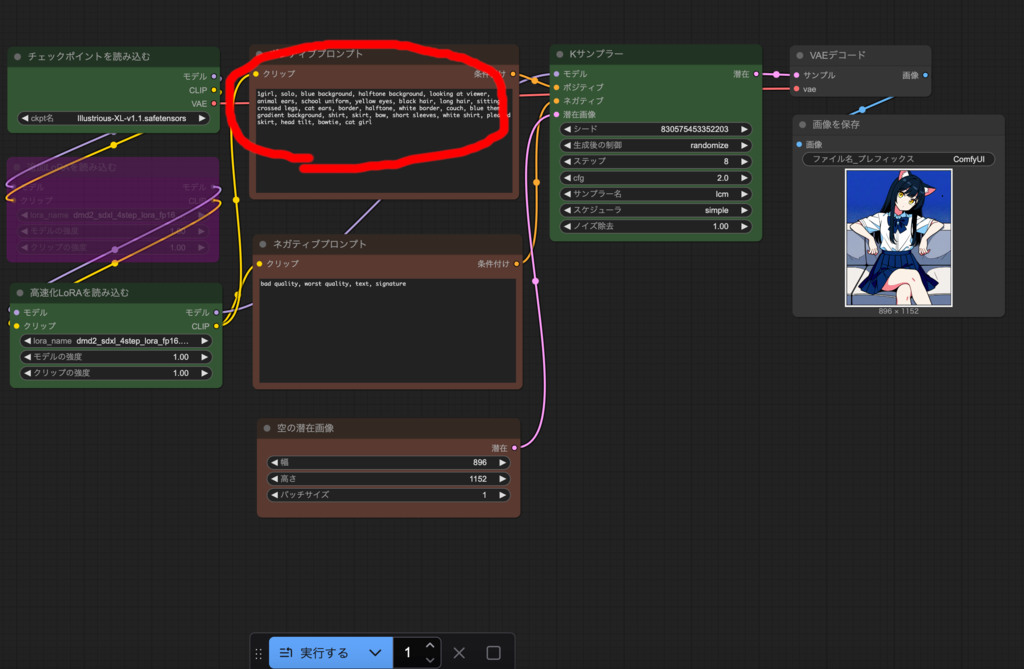 チェックポイントを読み込む
モデル
CLIP
VAE
ckpt名 Illustrious-XL-v1.1.safetensors
を読み込む
モデル
クリップ
CL
lora_name dmd2_sdxl_4step_lora_fp16
モデルの強度 1.00
クリップの強度 1.00
高速化LoRAを読み込む
モデル モデル
クリップ CLIP
lora_name dmd2_sdxl_4step_lora_fp16....
モデルの強度 1.00
クリップの強度 1.00
ティブプロンプト
クリップ 条件付け
1girl, solo, blue background, halftone background, looking at viewer,
animal ears, school uniform, yellow eyes, black hair, long hair, sitting
crossed legs, cat ears, border, halftone, white border, couch, blue them
gradient background, shirt, skirt, bow, short sleeves, white shirt, plea
skirt, head tilt, bowtie, cat girl
ネガティブプロンプト
クリップ 条件付け
bad quality, worst quality, text, signature
空の潜在画像
潜在
幅 896
高さ 1152
バッチサイズ 1
Kサンプラー
モデル 潜在
ポジティブ
ネガティブ
潜在画像
シード 830575453352203
生成後の制御 randomize
ステップ 8
cfg 2.0
サンプラー名 lcm
スケジューラ simple
ノイズ除去 1.00
VAEデコード
サンプル 画像
vae
画像を保存
画像
ファイル名_プレフィックス ComfyUI
896 × 1152
実行する 1